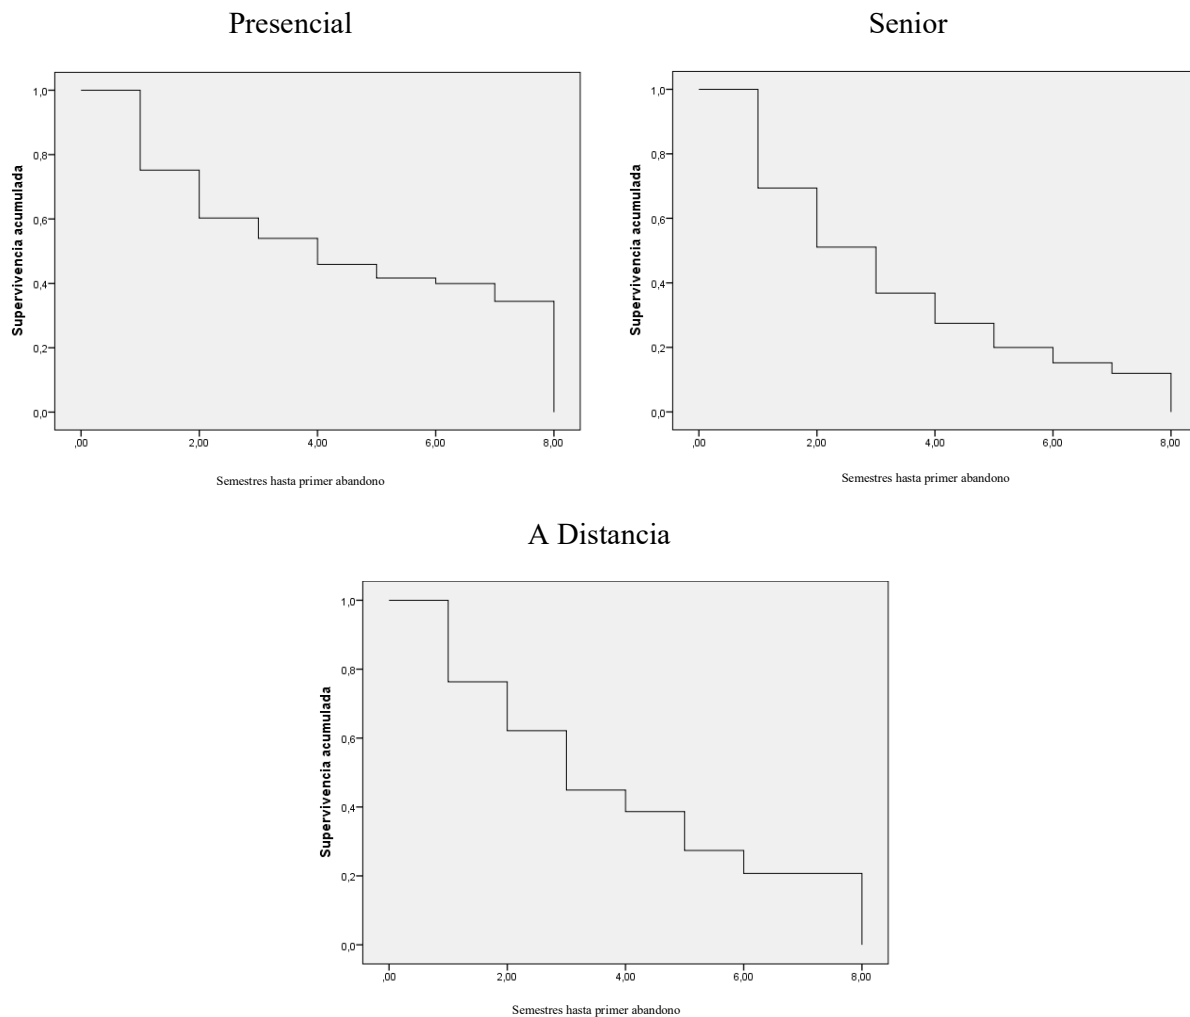 Presencial
Senior
1,0
0,8
0,6
0,4
0,2
0,0
Supervivencia acumulada
,00 2,00 4,00 6,00 8,00
Semestres hasta primer abandono
1,0
0,8
0,6
0,4
0,2
0,0
Supervivencia acumulada
,00 2,00 4,00 6,00 8,00
Semestres hasta primer abandono
A Distancia
1,0
0,8
0,6
0,4
0,2
0,0
Supervivencia acumulada
,00 2,00 4,00 6,00 8,00
Semestres hasta primer abandono